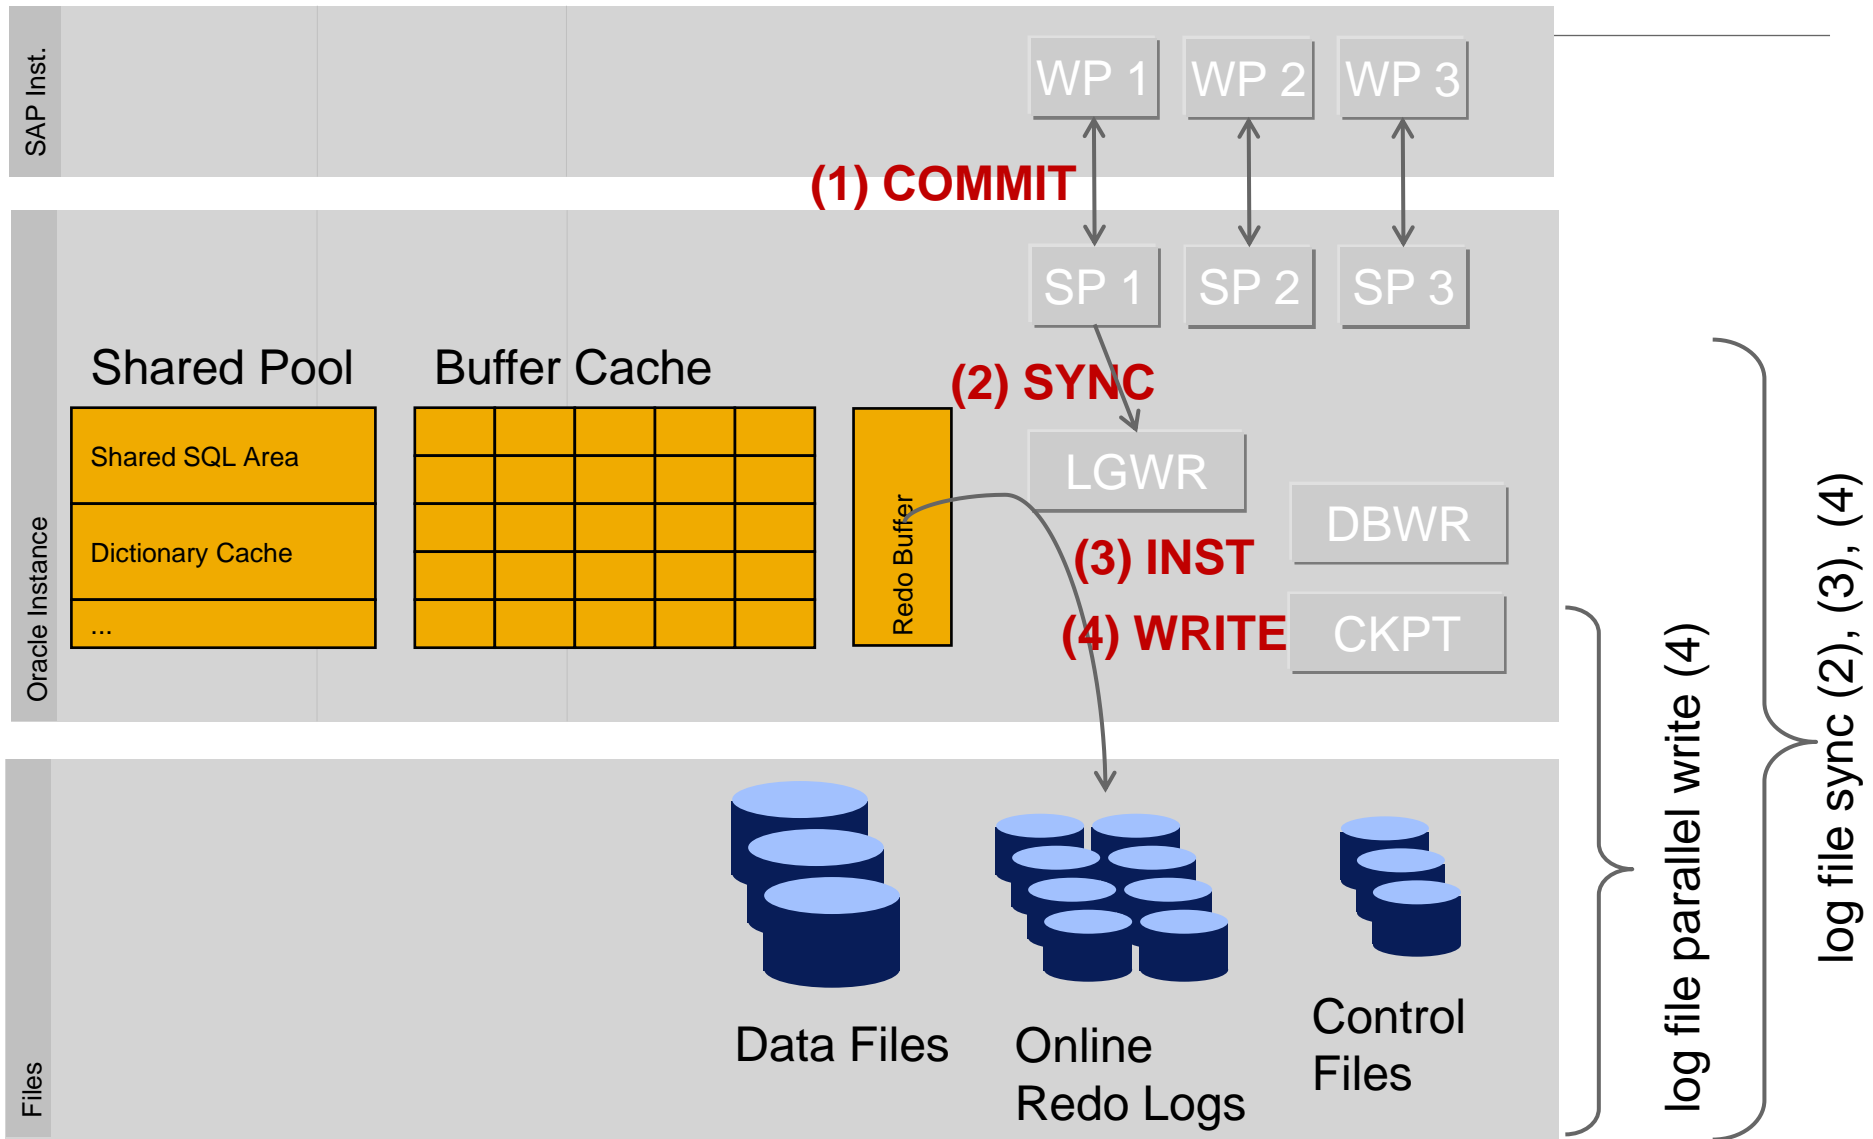 SAP Inst.
WP 1
WP 2
WP 3
(1) COMMIT
Oracle Instance
SP 1
SP 2
SP 3
Shared Pool
Buffer Cache
(2) SYNC
Shared SQL Area
Dictionary Cache
...
Redo Buffer
LGWR
DBWR
(3) INST
(4) WRITE
CKPT
log file parallel write (4)
log file sync (2), (3), (4)
Files
Data Files
Online
Redo Logs
Control
Files